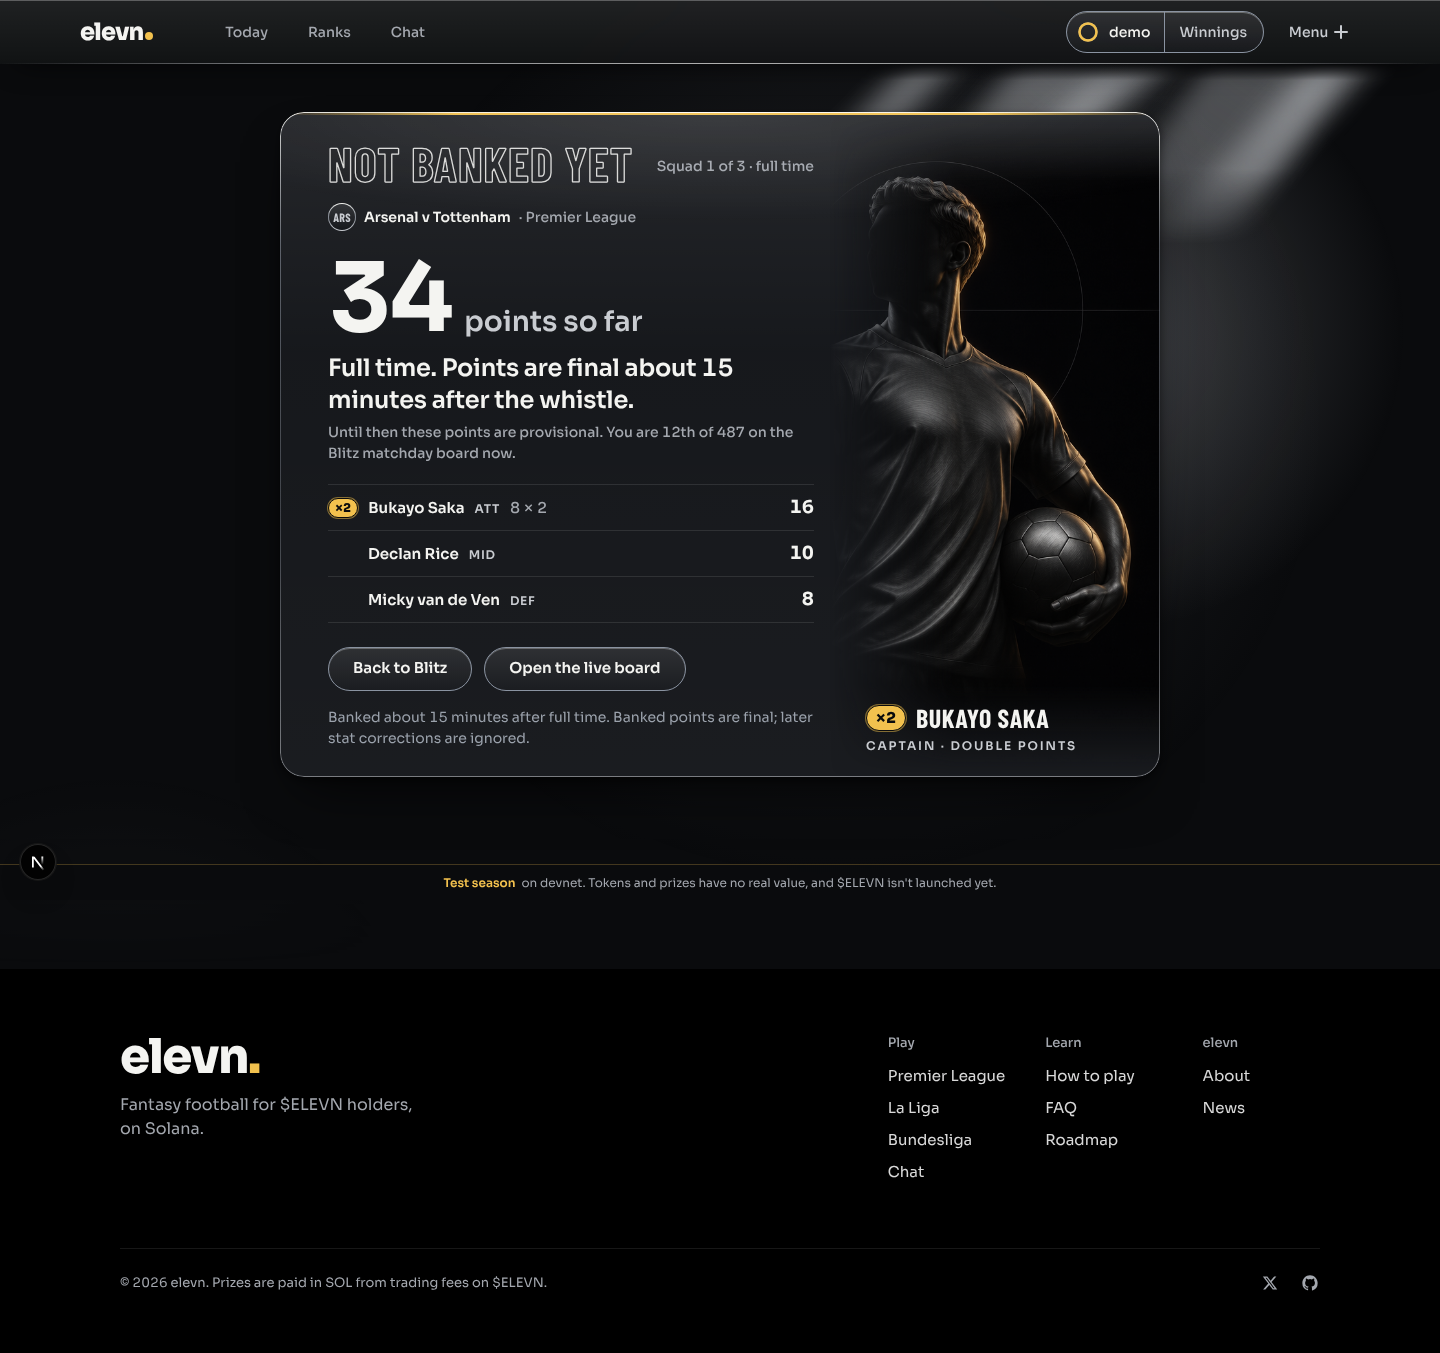 elevn.
Today Ranks Chat
demo Winnings Menu
NOT BANKED YET
Squad 1 of 3 · full time
ARS Arsenal v Tottenham · Premier League
34 points so far
Full time. Points are final about 15
minutes after the whistle.
Until then these points are provisional. You are 12th of 487 on the
Blitz matchday board now.
×2 Bukayo Saka ATT 8 × 2 16
Declan Rice MID 10
Micky van de Ven DEF 8
Back to Blitz Open the live board
Banked about 15 minutes after full time. Banked points are final; later
stat corrections are ignored.
×2 BUKAYO SAKA
CAPTAIN · DOUBLE POINTS
N
Test season on devnet. Tokens and prizes have no real value, and $ELEVN isn't launched yet.
elevn.
Fantasy football for $ELEVN holders,
on Solana.
Play
Premier League
La Liga
Bundesliga
Chat
Learn
How to play
FAQ
Roadmap
elevn
About
News
© 2026 elevn. Prizes are paid in SOL from trading fees on $ELEVN.